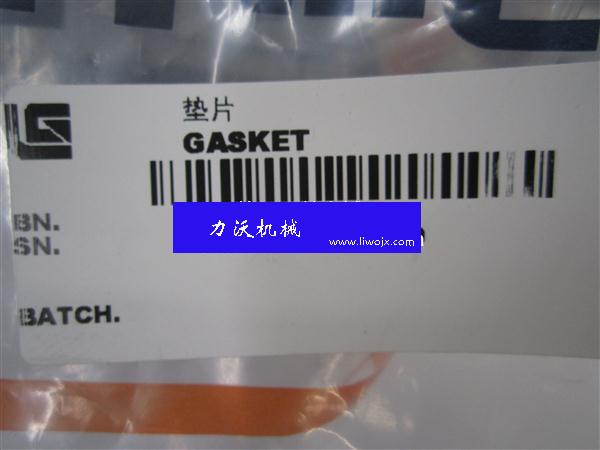 垫片
GASKET
BN.
力沃机械
SN.
www.liwojx.com
BATCH.